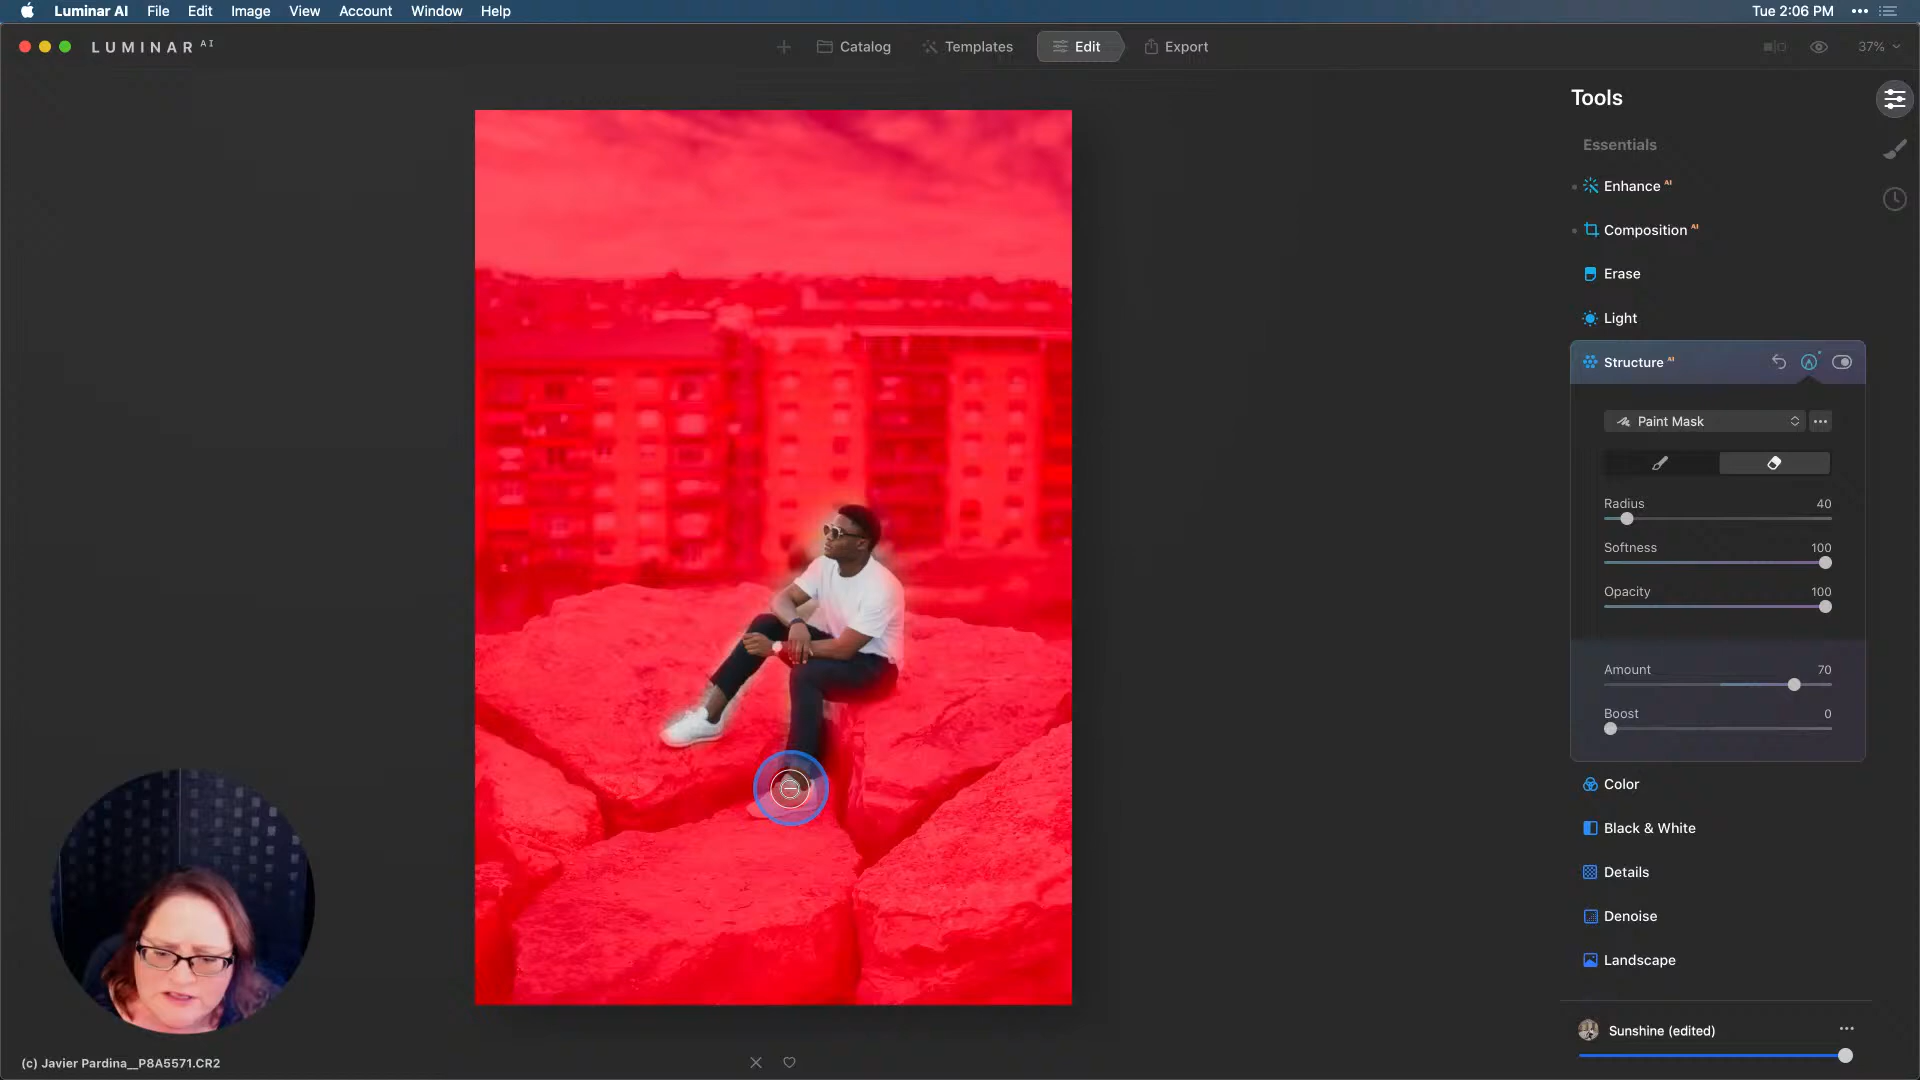 Luminar AI File Edit Image View Account Window Help Tue 2:06 PM
LUMINAR AI Catalog Templates Edit Export 37%
Tools
Essentials
Enhance AI
Composition AI
Erase
Light
Structure AI
Paint Mask
Radius 40
Softness 100
Opacity 100
Amount 70
Boost 0
Color
Black & White
Details
Denoise
Landscape
Sunshine (edited)
(c) Javier Pardina__P8A5571.CR2